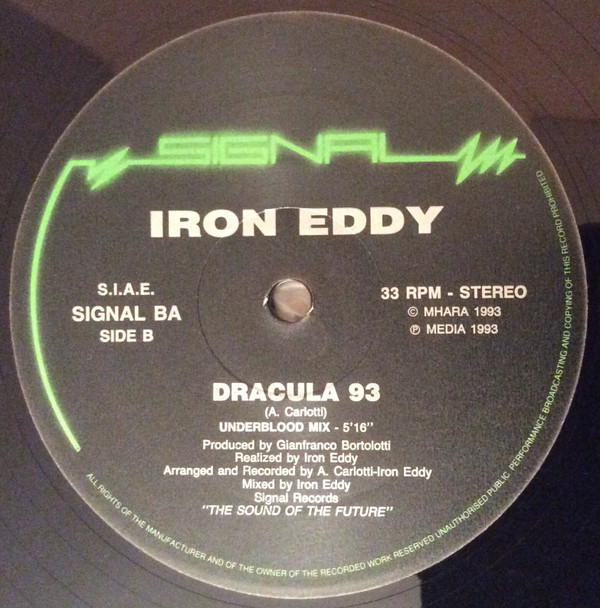 SIGNAL
IRON EDDY
S.I.A.E.
SIGNAL BA
SIDE B
33 RPM - STEREO
© MHARA 1993
℗ MEDIA 1993
DRACULA 93
(A. Carlotti)
UNDERBLOOD MIX - 5'16"
Produced by Gianfranco Bortolotti
Realized by Iron Eddy
Arranged and Recorded by A. Carlotti-Iron Eddy
Mixed by Iron Eddy
Signal Records
"THE SOUND OF THE FUTURE"
ALL RIGHTS OF THE MANUFACTURER AND OF THE OWNER OF THE RECORDED WORK RESERVED UNAUTHORISED PUBLIC PERFORMANCE BROADCASTING AND COPYING OF THIS RECORD PROHIBITED